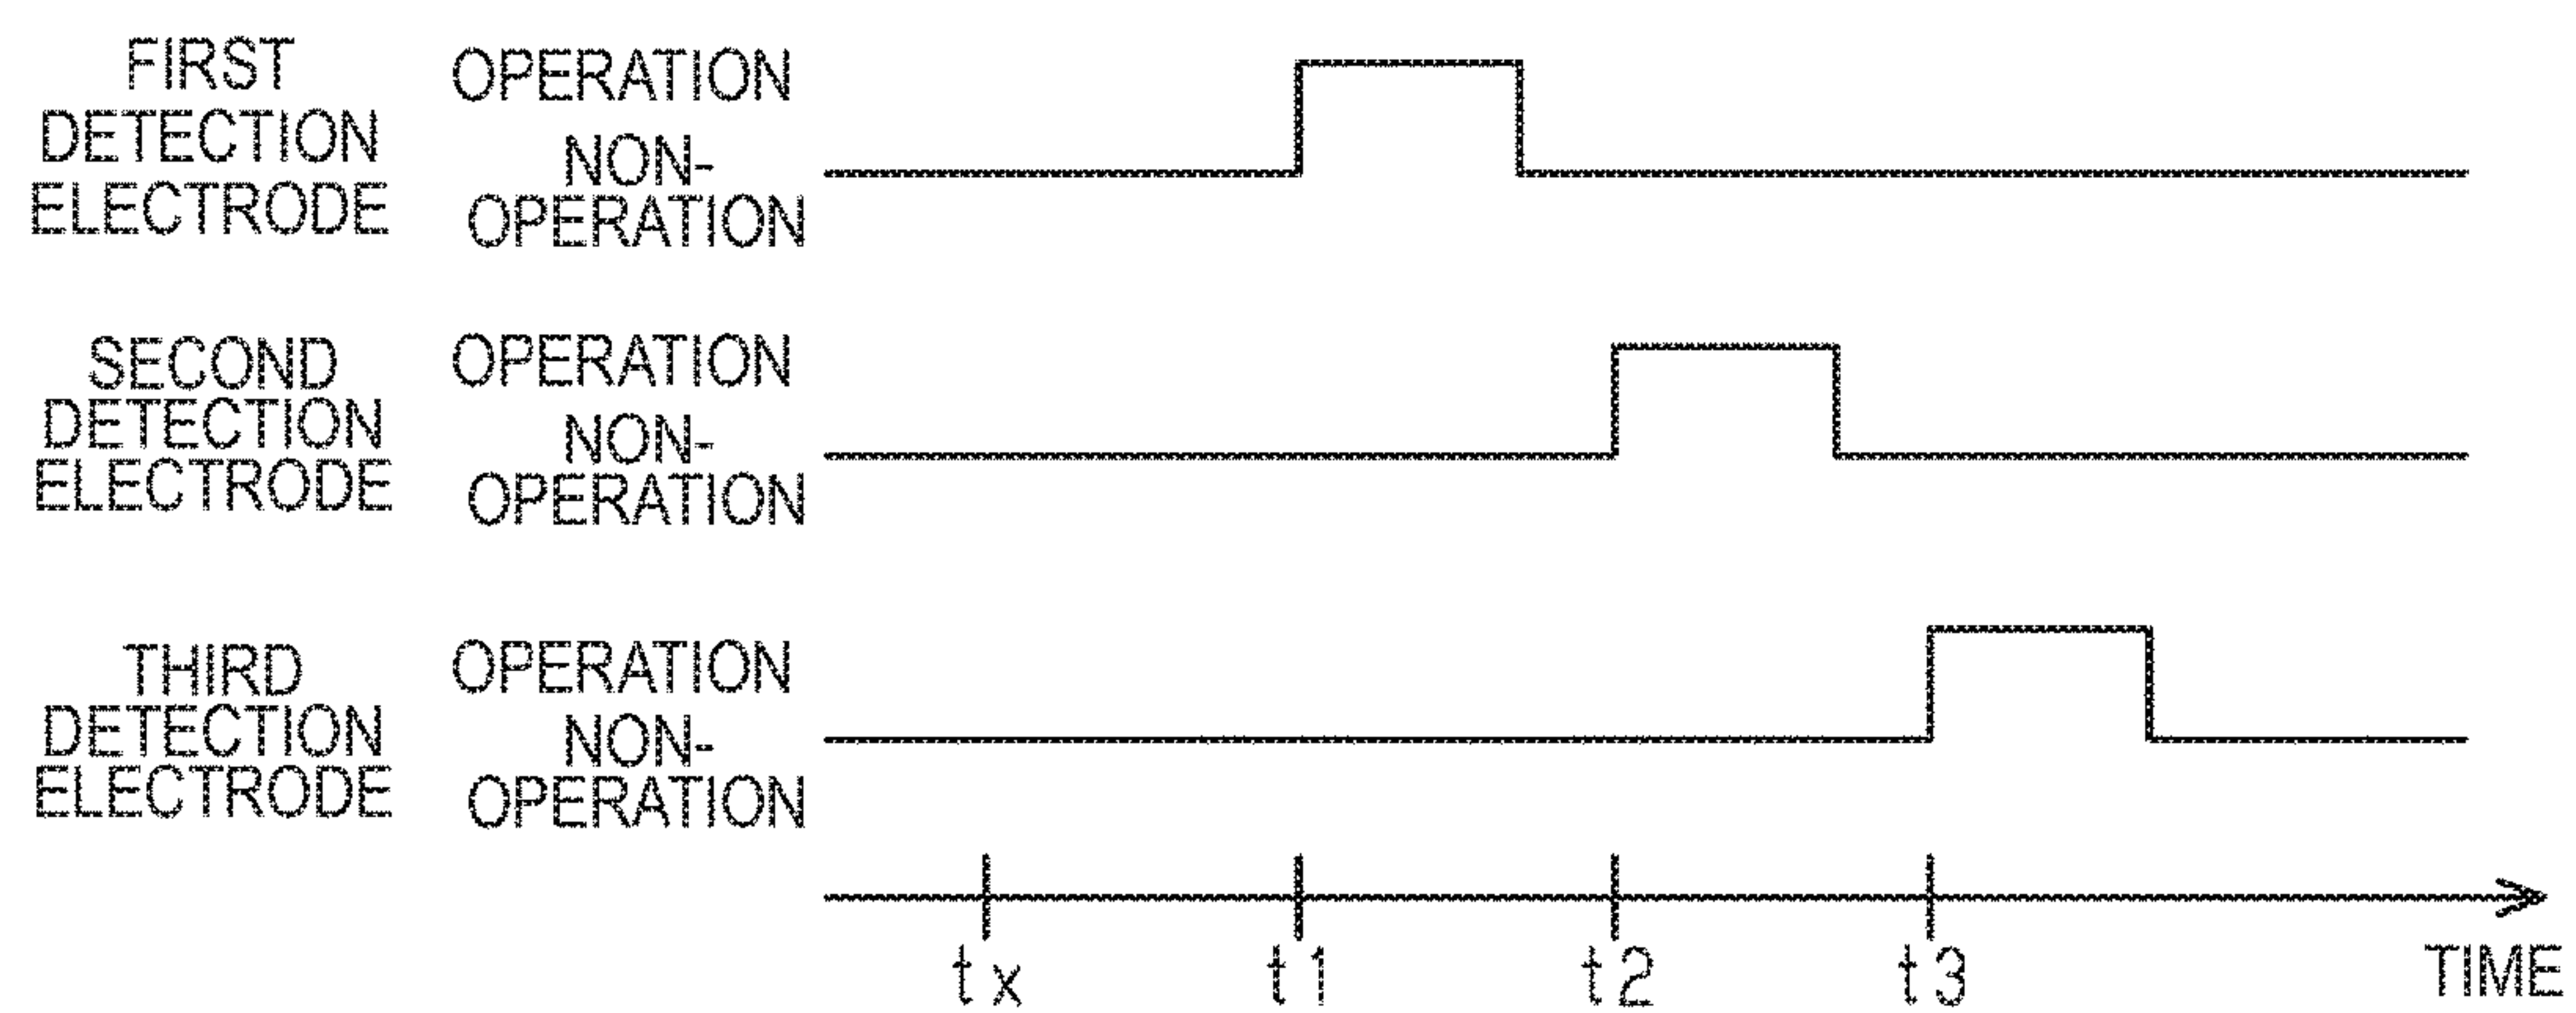 FIRST
DETECTION
ELECTRODE
OPERATION
NON-
OPERATION
SECOND
DETECTION
ELECTRODE
OPERATION
NON-
OPERATION
THIRD
DETECTION
ELECTRODE
OPERATION
NON-
OPERATION
tx t1 t2 t3
TIME